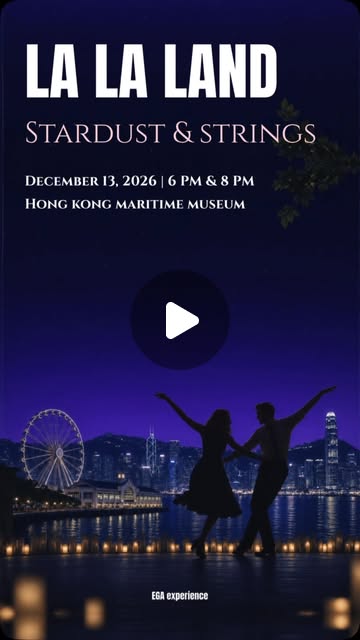 LA LA LAND
STARDUST & STRINGS
DECEMBER 13, 2026 | 6 PM & 8 PM
HONG KONG MARITIME MUSEUM
EGA experience